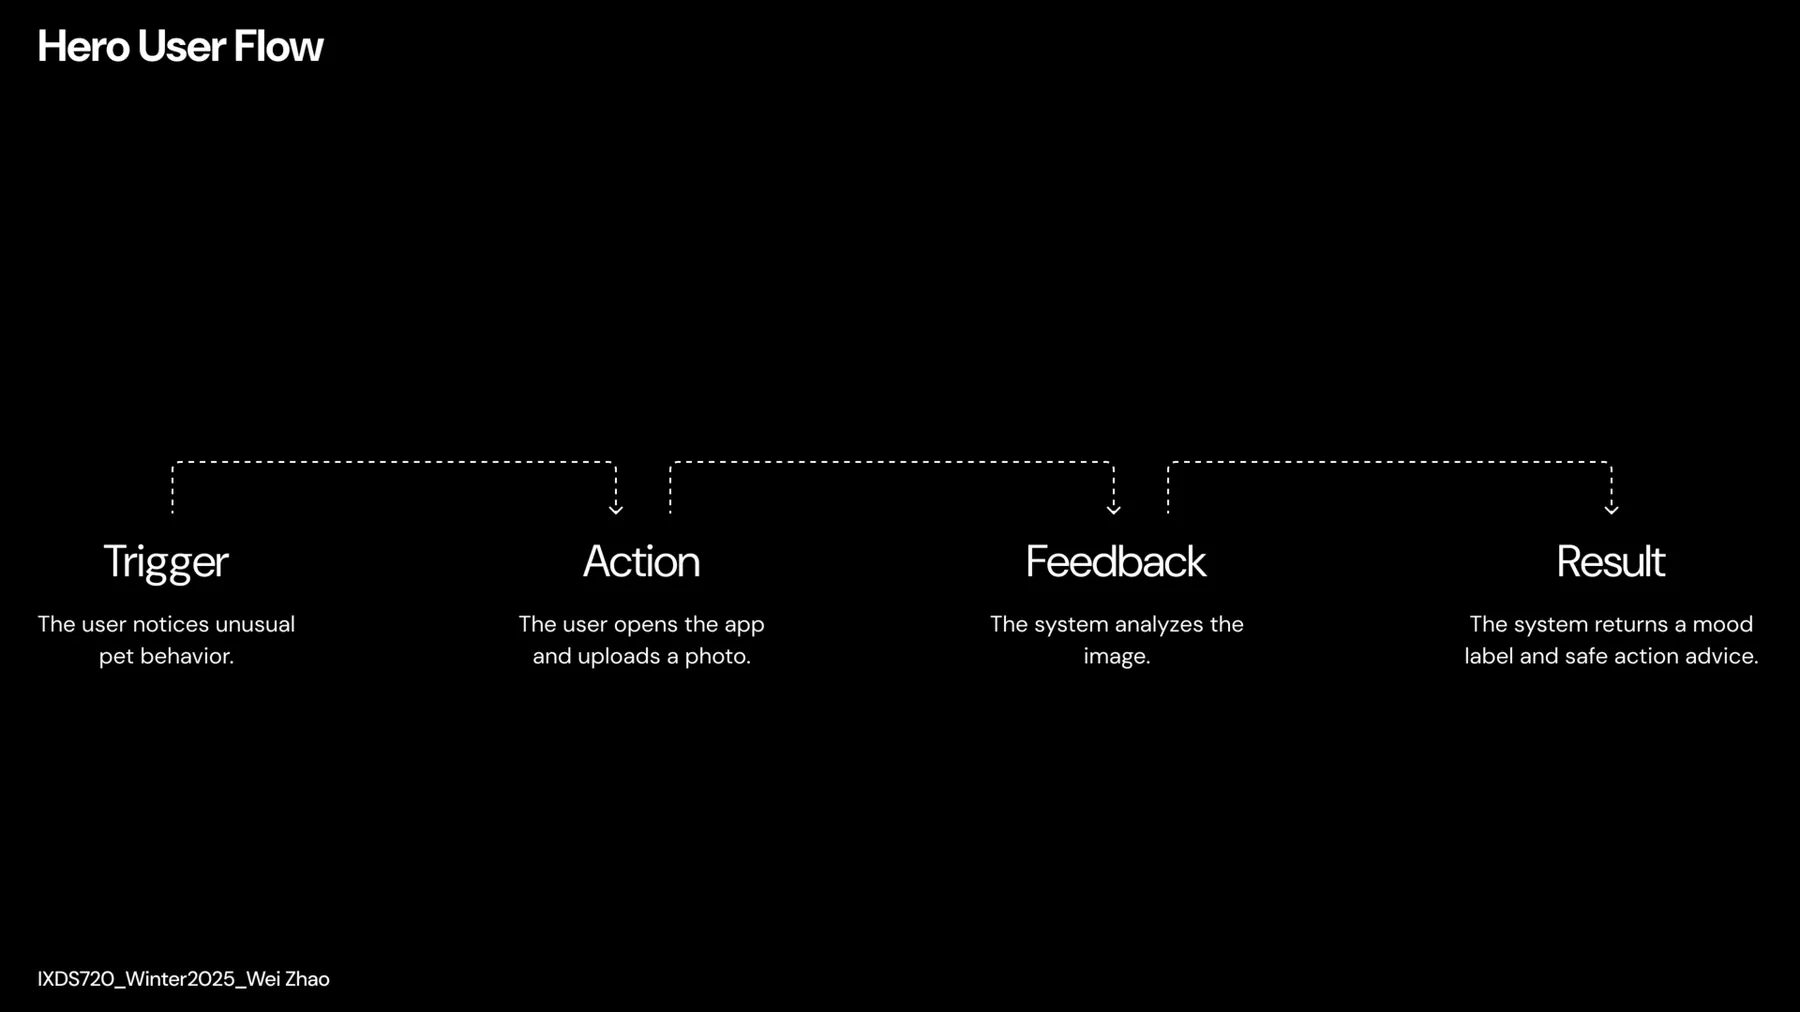 Hero User Flow
Trigger
The user notices unusual
pet behavior.
Action
The user opens the app
and uploads a photo.
Feedback
The system analyzes the
image.
Result
The system returns a mood
label and safe action advice.
IXDS720_Winter2025_Wei Zhao